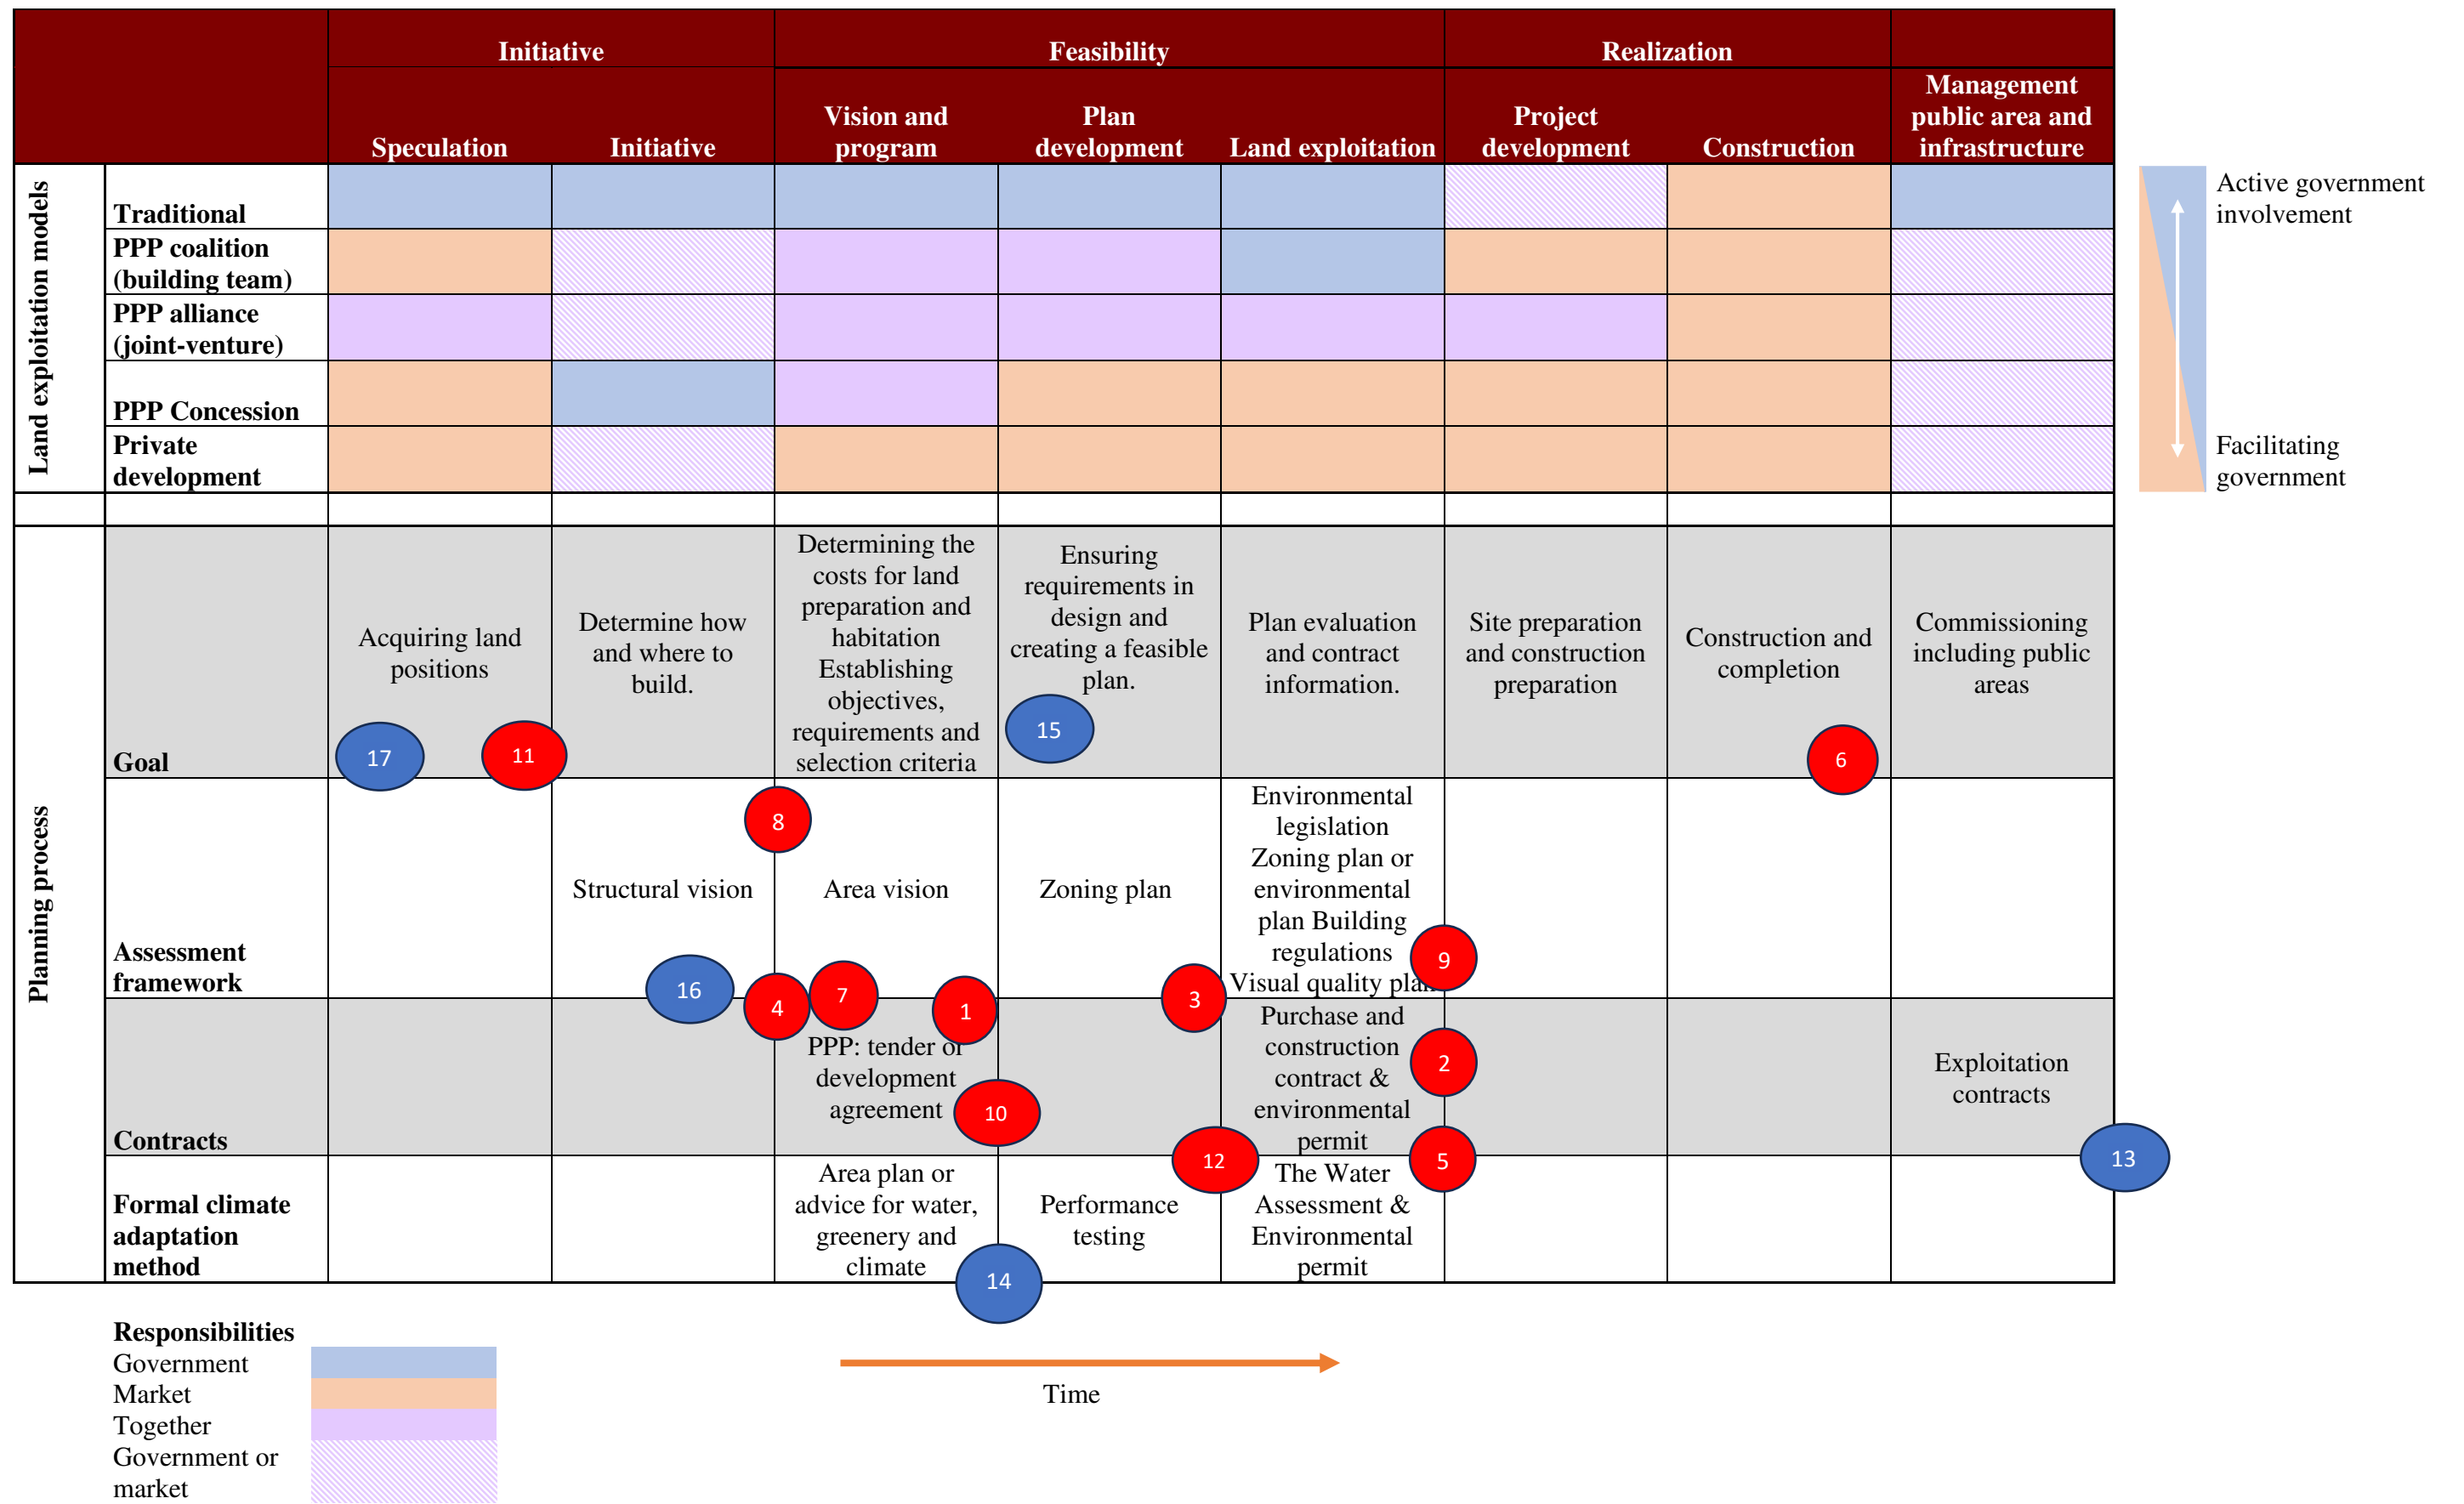 Initiative
Feasibility
Realization
Speculation
Initiative
Vision and
program
Plan
development
Land exploitation
Project
development
Construction
Management
public area and
infrastructure
Land exploitation models
Traditional
PPP coalition
(building team)
PPP alliance
(joint-venture)
PPP Concession
Private
development
Active government
involvement
Facilitating
government
Planning process
Goal
Acquiring land
positions
Determine how
and where to
build.
Determining the
costs for land
preparation and
habitation
Establishing
objectives,
requirements and
selection criteria
Ensuring
requirements in
design and
creating a feasible
plan.
Plan evaluation
and contract
information.
Site preparation
and construction
preparation
Construction and
completion
Commissioning
including public
areas
17
11
15
6
Assessment
framework
Structural vision
Area vision
Zoning plan
Environmental
legislation
Zoning plan or
environmental
plan Building
regulations
Visual quality plan
8
16
4
7
1
3
9
Contracts
PPP: tender or
development
agreement
Purchase and
construction
contract &
environmental
permit
Exploitation
contracts
10
12
2
5
13
Formal climate
adaptation
method
Area plan or
advice for water,
greenery and
climate
Performance
testing
The Water
Assessment &
Environmental
permit
14
Responsibilities
Government
Market
Together
Government or
market
Time